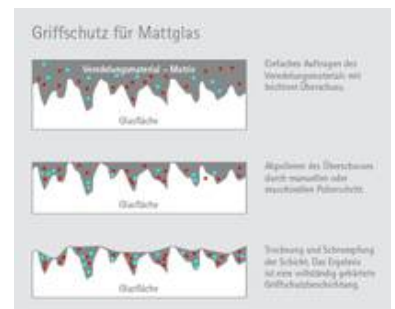 Griffschutz für Mattglas
Veredelungsmaterial – Matrix
Glasfläche
Einfaches Auftragen des
Veredelungsmaterials mit
leichtem Überschuss.
Glasfläche
Abpolieren des Überschusses
durch manuellen oder
maschinellen Polierschritt.
Glasfläche
Trocknung und Schrumpfung
der Schicht. Das Ergebnis
ist eine vollständig gehärtete
Griffschutzbeschichtung.